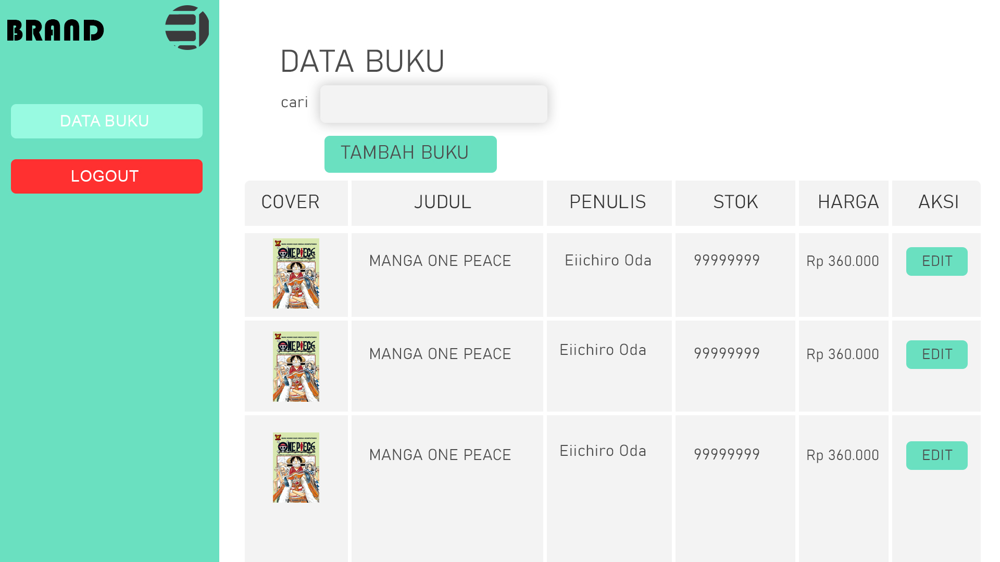 BRAND
DATA BUKU
LOGOUT
DATA BUKU
cari
TAMBAH BUKU
COVER JUDUL PENULIS STOK HARGA AKSI
ONE PIECE
MANGA ONE PEACE Eiichiro Oda 99999999 Rp 360.000 EDIT
ONE PIECE
MANGA ONE PEACE Eiichiro Oda 99999999 Rp 360.000 EDIT
ONE PIECE
MANGA ONE PEACE Eiichiro Oda 99999999 Rp 360.000 EDIT